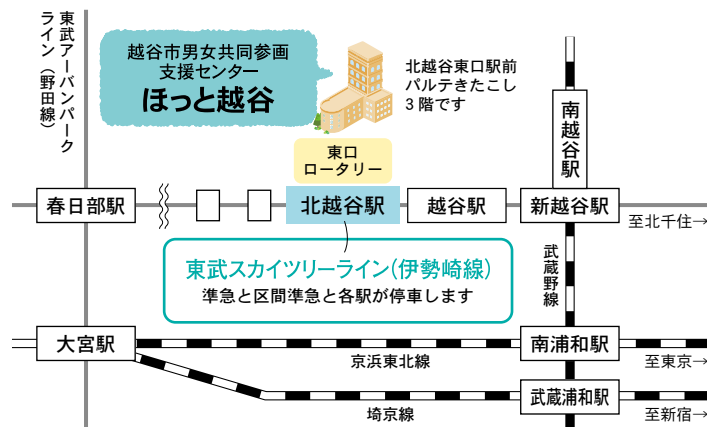 東武アーバンパーク
ライン（野田線）
越谷市男女共同参画
支援センター
ほっと越谷
北越谷東口駅前
パルテきたこし
3階です
東口
ロータリー
南越谷駅
春日部駅
北越谷駅
越谷駅
新越谷駅
至北千住→
東武スカイツリーライン(伊勢崎線)
準急と区間準急と各駅が停車します
武蔵野線
大宮駅
京浜東北線
南浦和駅
至東京→
埼京線
武蔵浦和駅
至新宿→